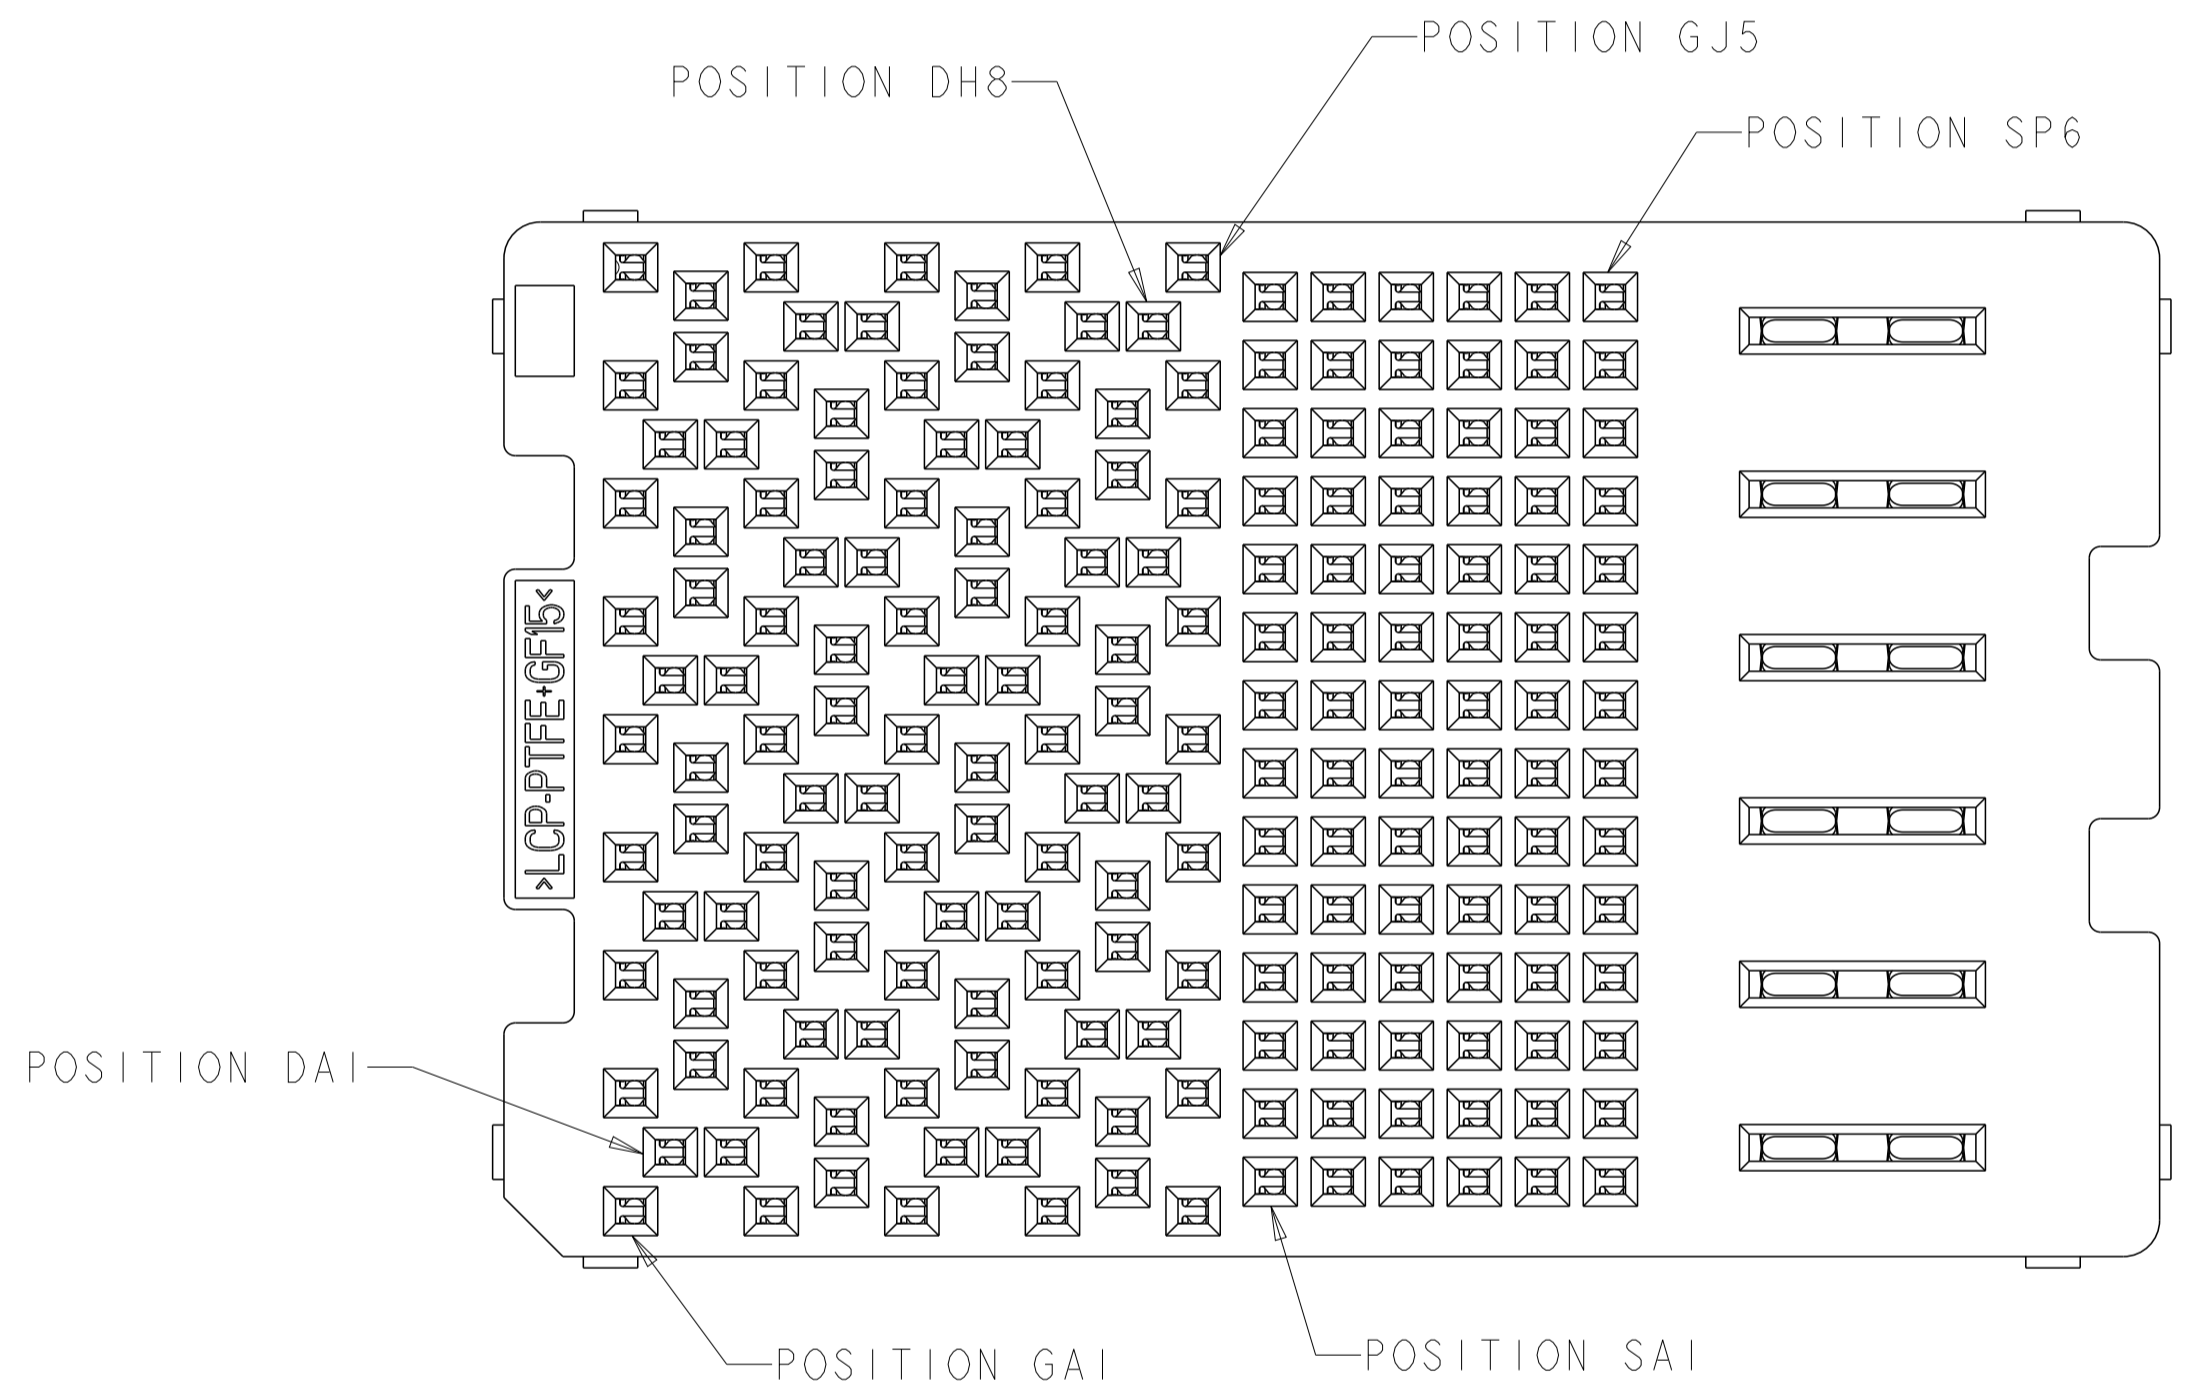 POSITION GJ5
POSITION DH8
POSITION SP6
>LCP-PTFE+GF15<
POSITION DA1
POSITION GA1
POSITION SA1